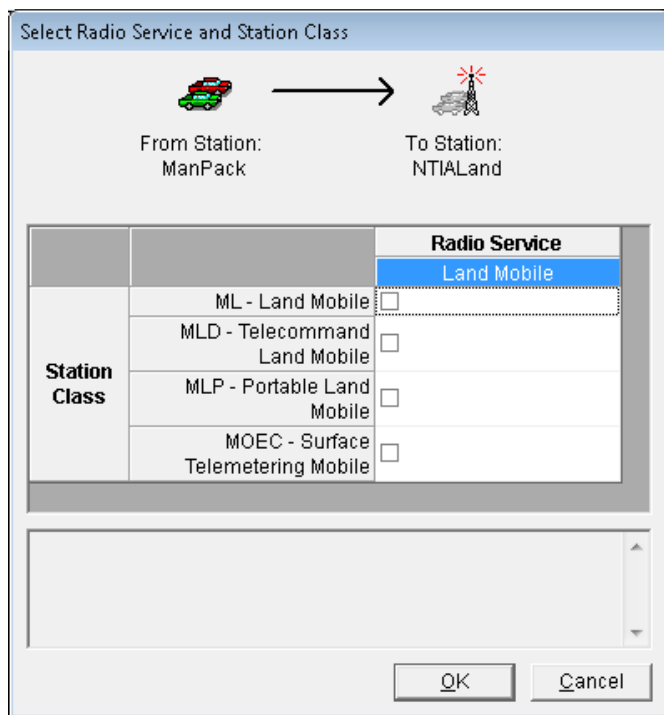 Select Radio Service and Station Class
From Station:
ManPack
To Station:
NTIALand
Radio Service
Land Mobile
Station
Class
ML - Land Mobile
MLD - Telecommand
Land Mobile
MLP - Portable Land
Mobile
MOEC - Surface
Telemetering Mobile
OK
Cancel